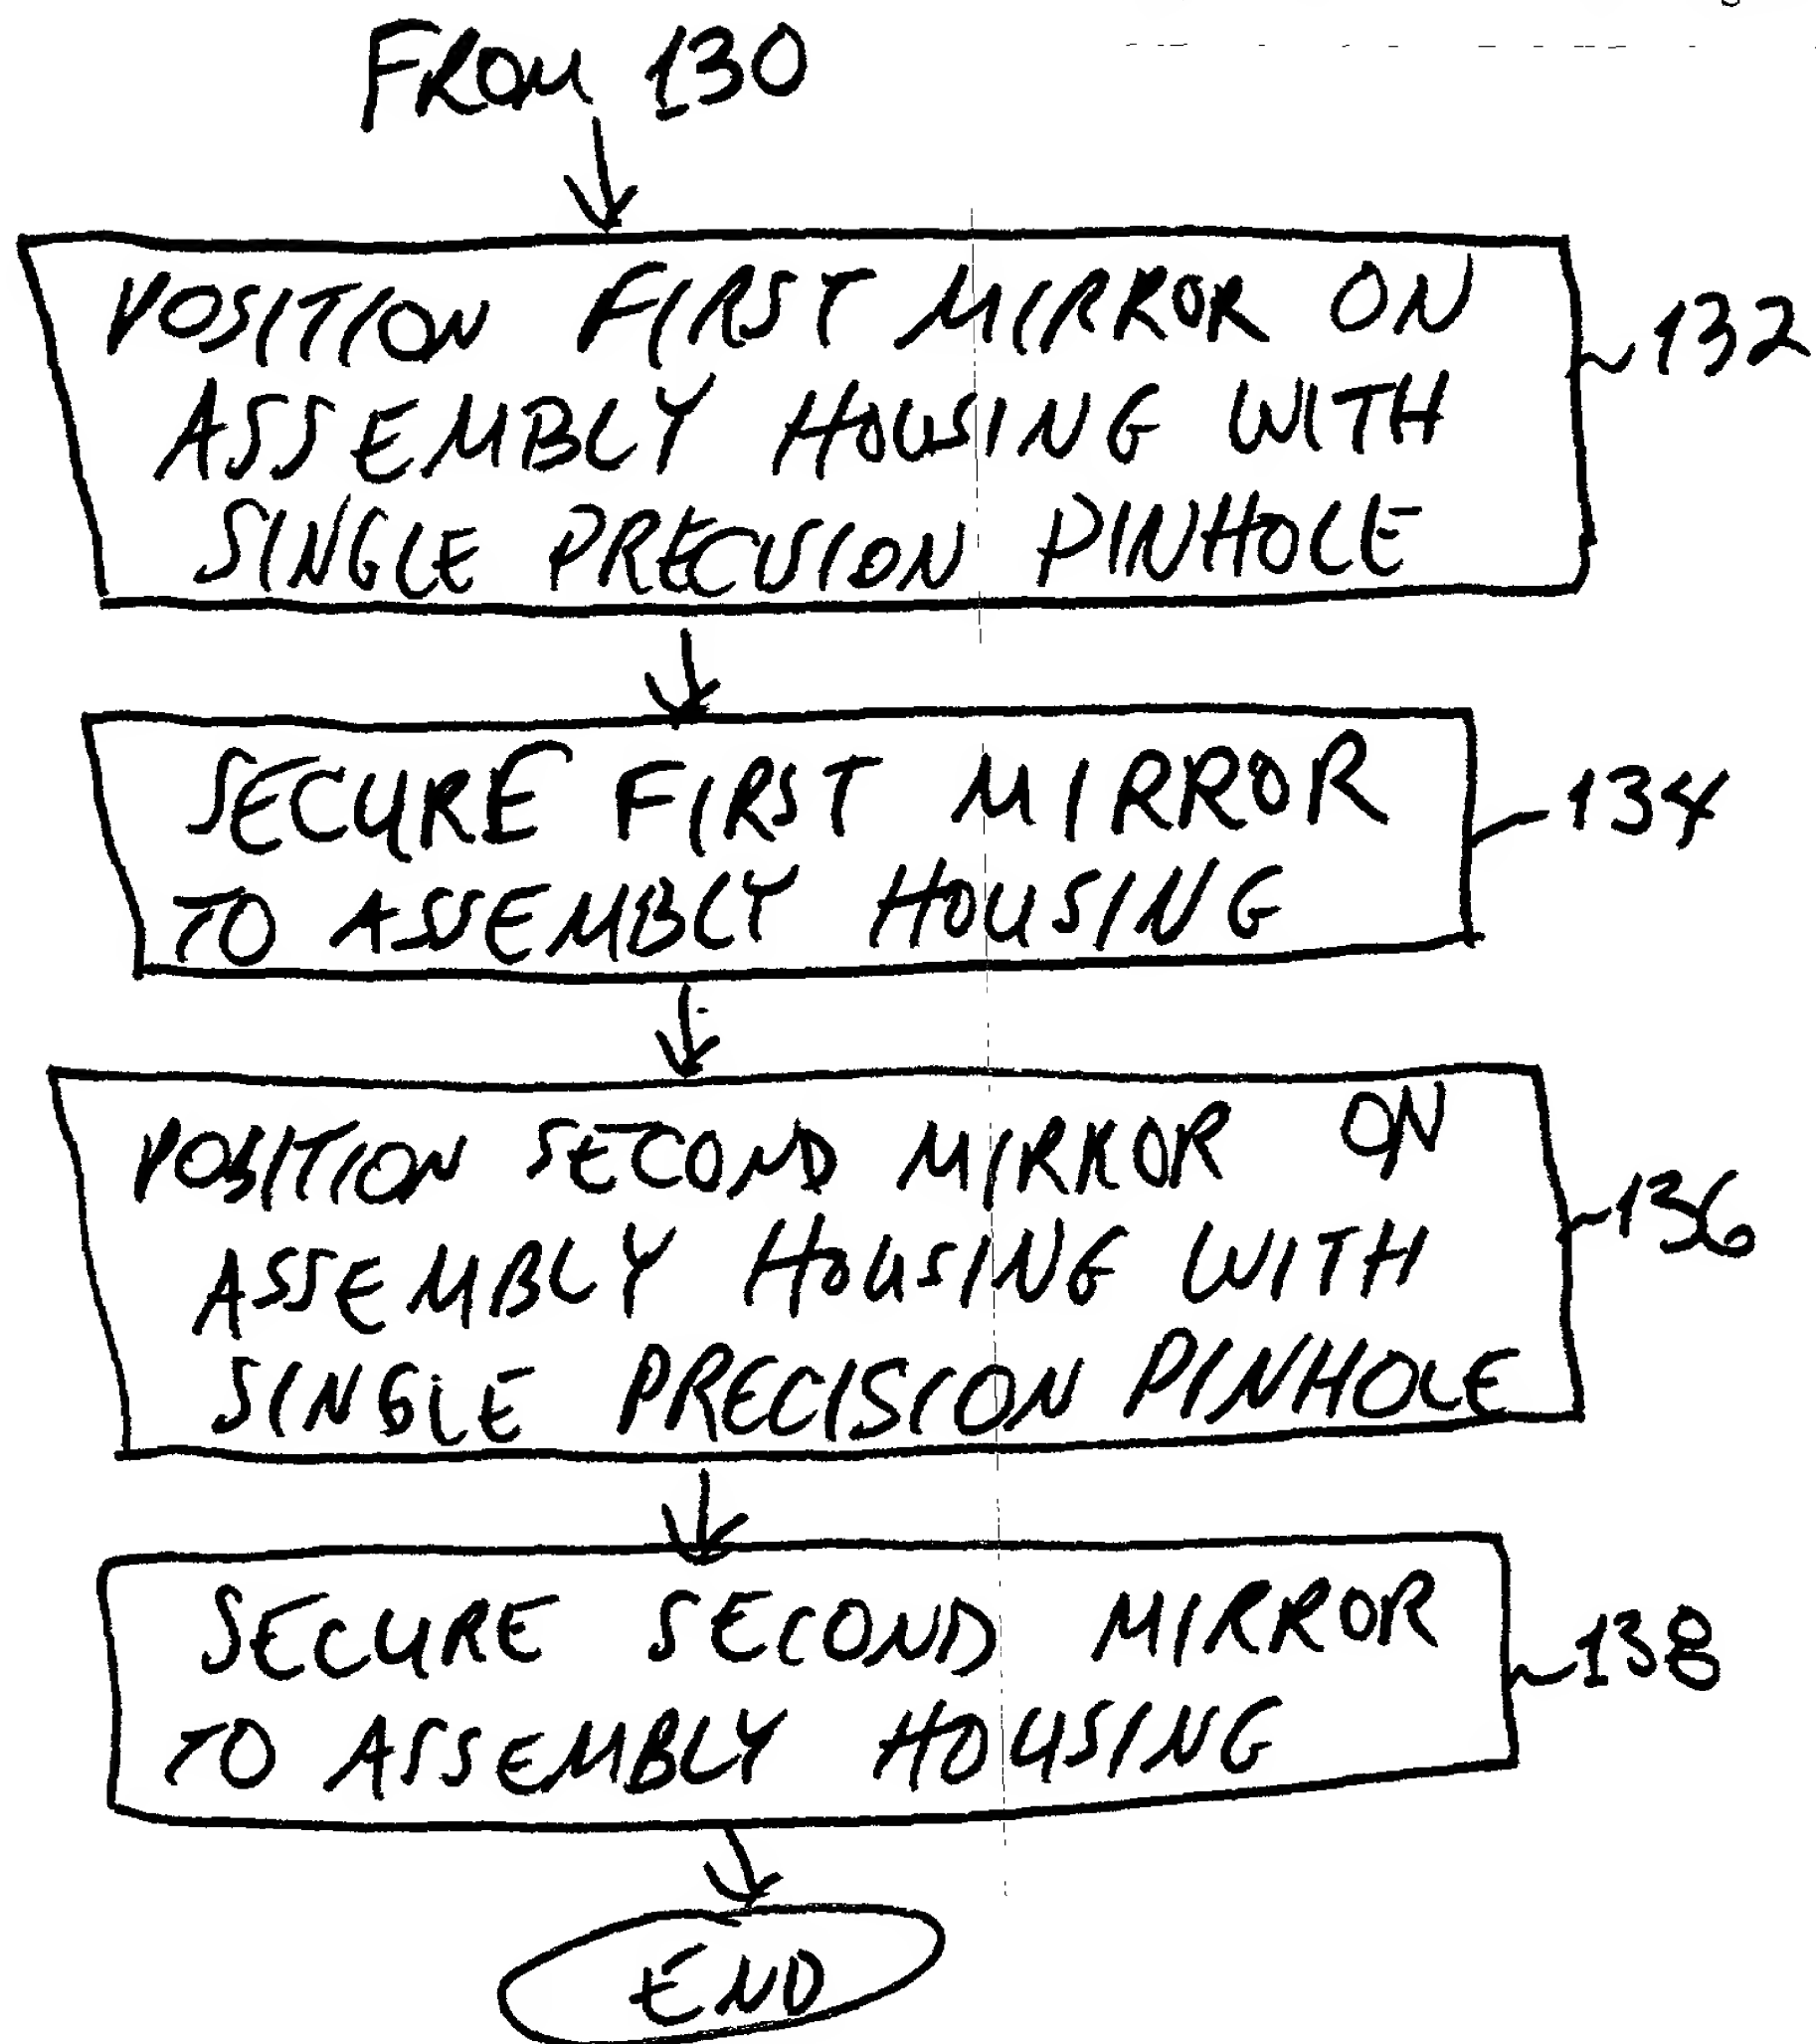 FROM 130
POSITION FIRST MIRROR ON
ASSEMBLY HOUSING WITH
SINGLE PRECISION PINHOLE
132
SECURE FIRST MIRROR
TO ASSEMBLY HOUSING
134
POSITION SECOND MIRROR ON
ASSEMBLY HOUSING WITH
SINGLE PRECISION PINHOLE
136
SECURE SECOND MIRROR
TO ASSEMBLY HOUSING
138
END